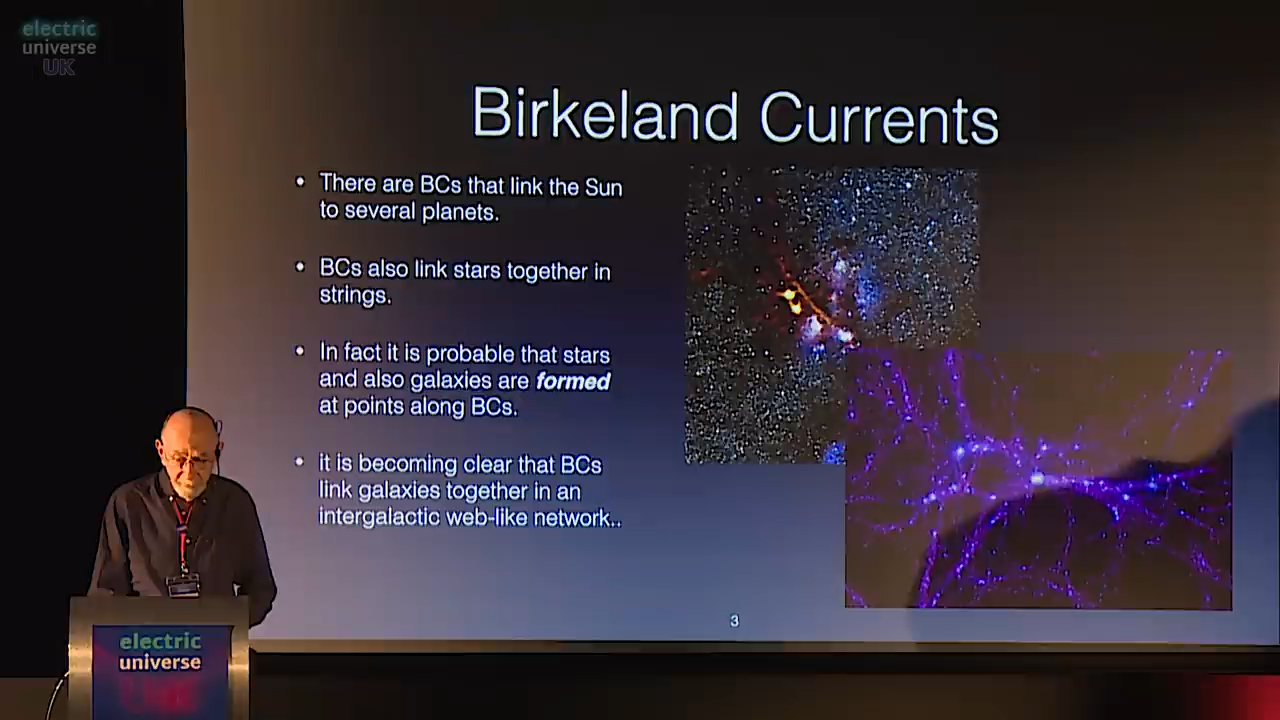 electric
universe
UK
Birkeland Currents
• There are BCs that link the Sun
to several planets.
• BCs also link stars together in
strings.
• In fact it is probable that stars
and also galaxies are formed
at points along BCs.
• it is becoming clear that BCs
link galaxies together in an
intergalactic web-like network..
3
electric
universe
UK